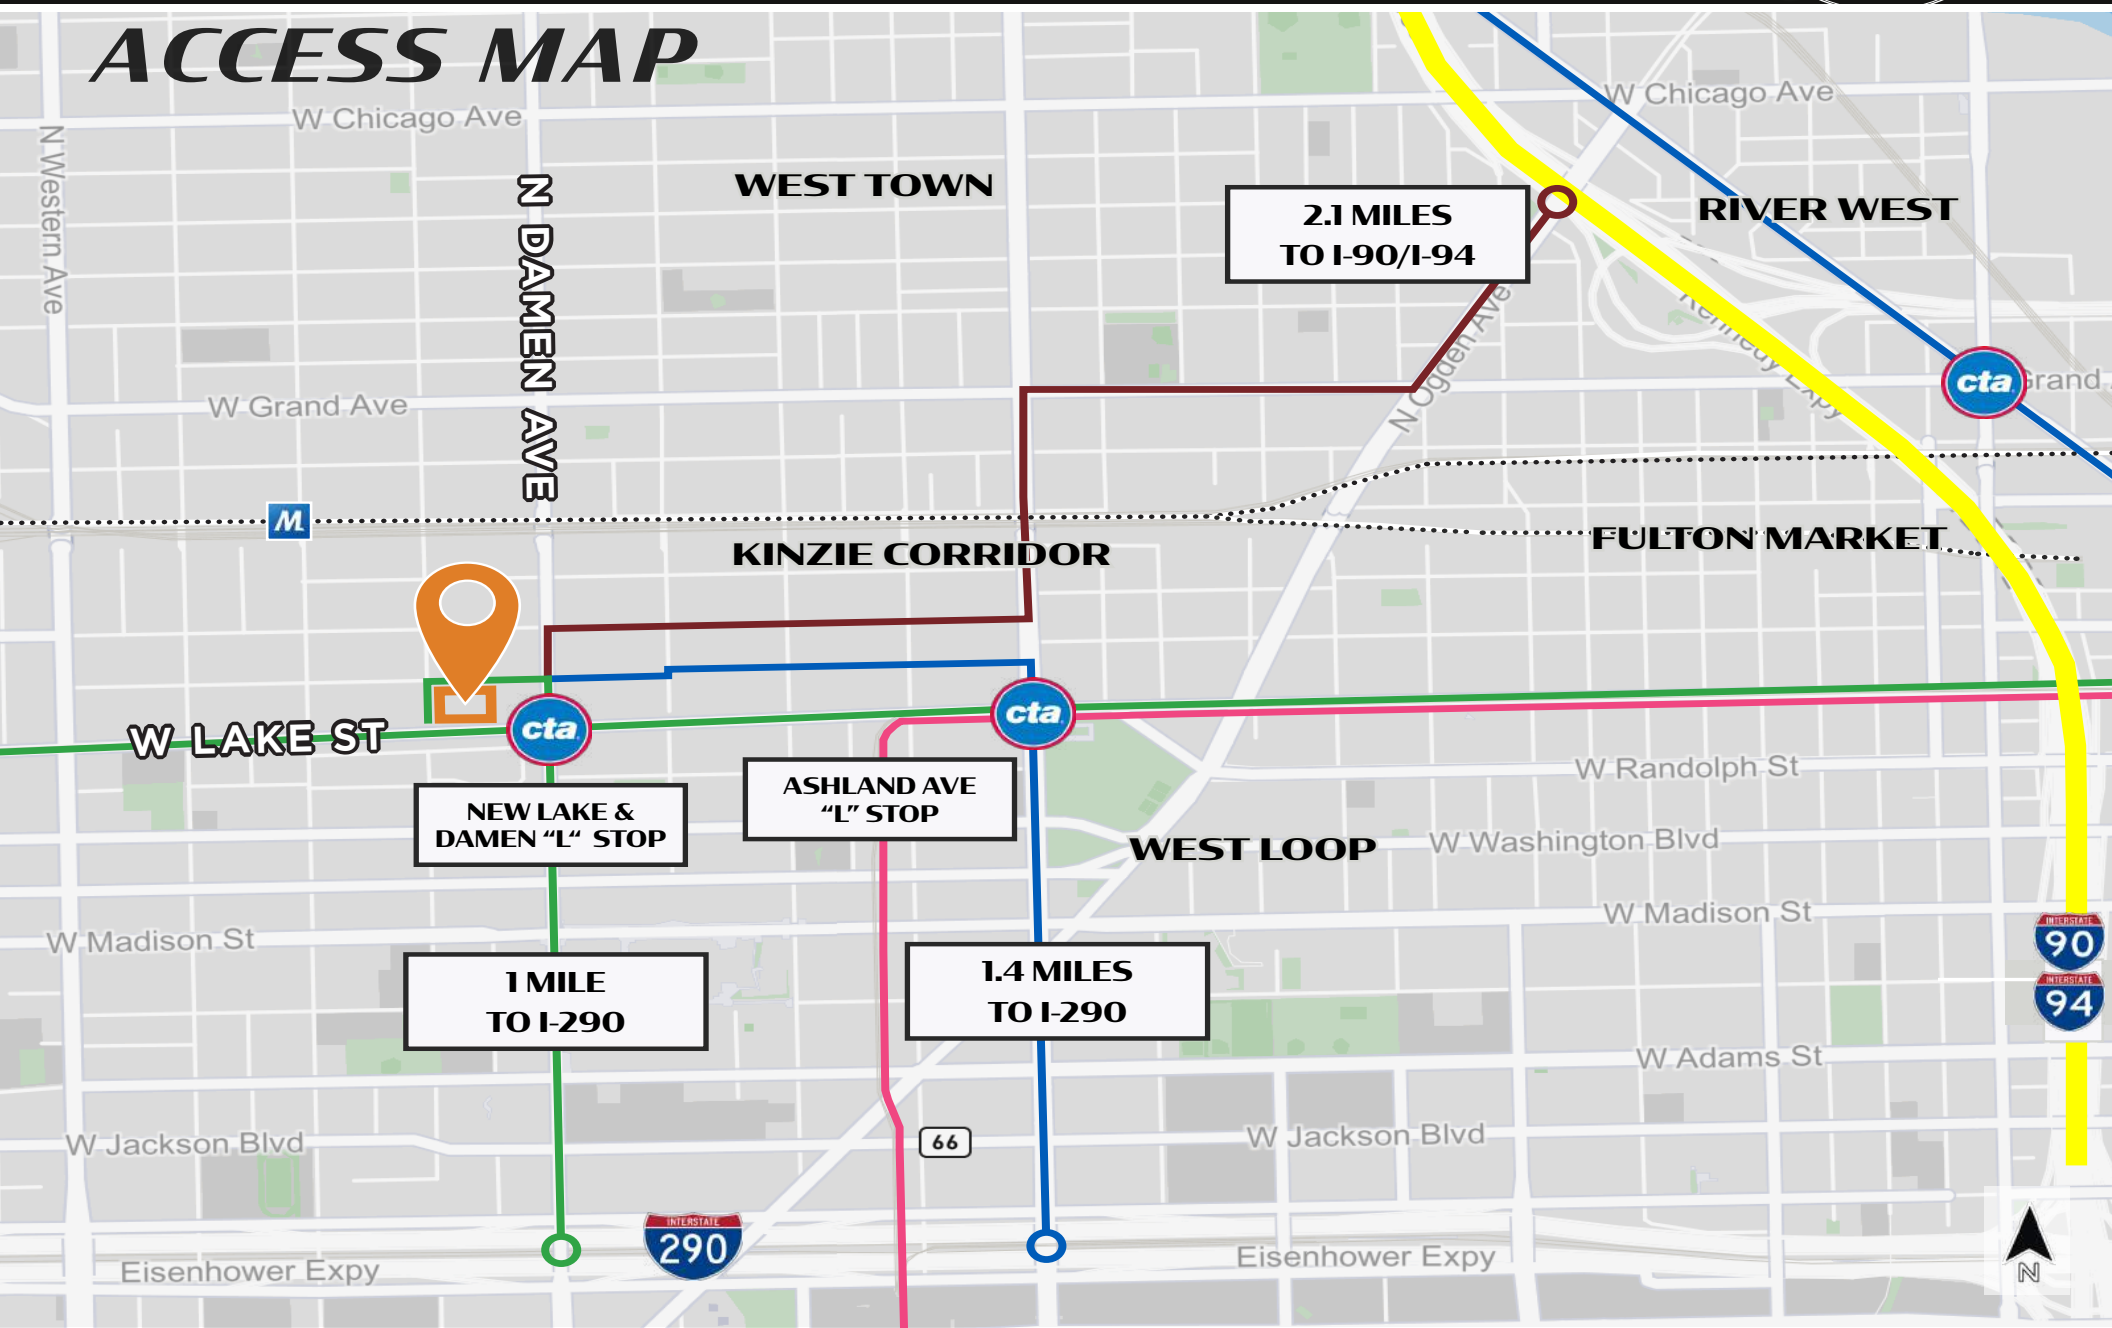 ACCESS MAP
W Chicago Ave
W Chicago Ave
N Western Ave
N DAMEN AVE
WEST TOWN
2.1 MILES
TO I-90/I-94
RIVER WEST
N Ogden Ave
Kennedy Expy
W Grand Ave
cta
Grand
M
KINZIE CORRIDOR
FULTON MARKET
W LAKE ST
cta
cta
NEW LAKE &
DAMEN “L“ STOP
ASHLAND AVE
“L” STOP
W Randolph St
WEST LOOP
W Washington Blvd
W Madison St
W Madison St
INTERSTATE
90
INTERSTATE
94
1 MILE
TO I-290
1.4 MILES
TO I-290
W Adams St
W Jackson Blvd
66
W Jackson Blvd
INTERSTATE
290
Eisenhower Expy
Eisenhower Expy
N